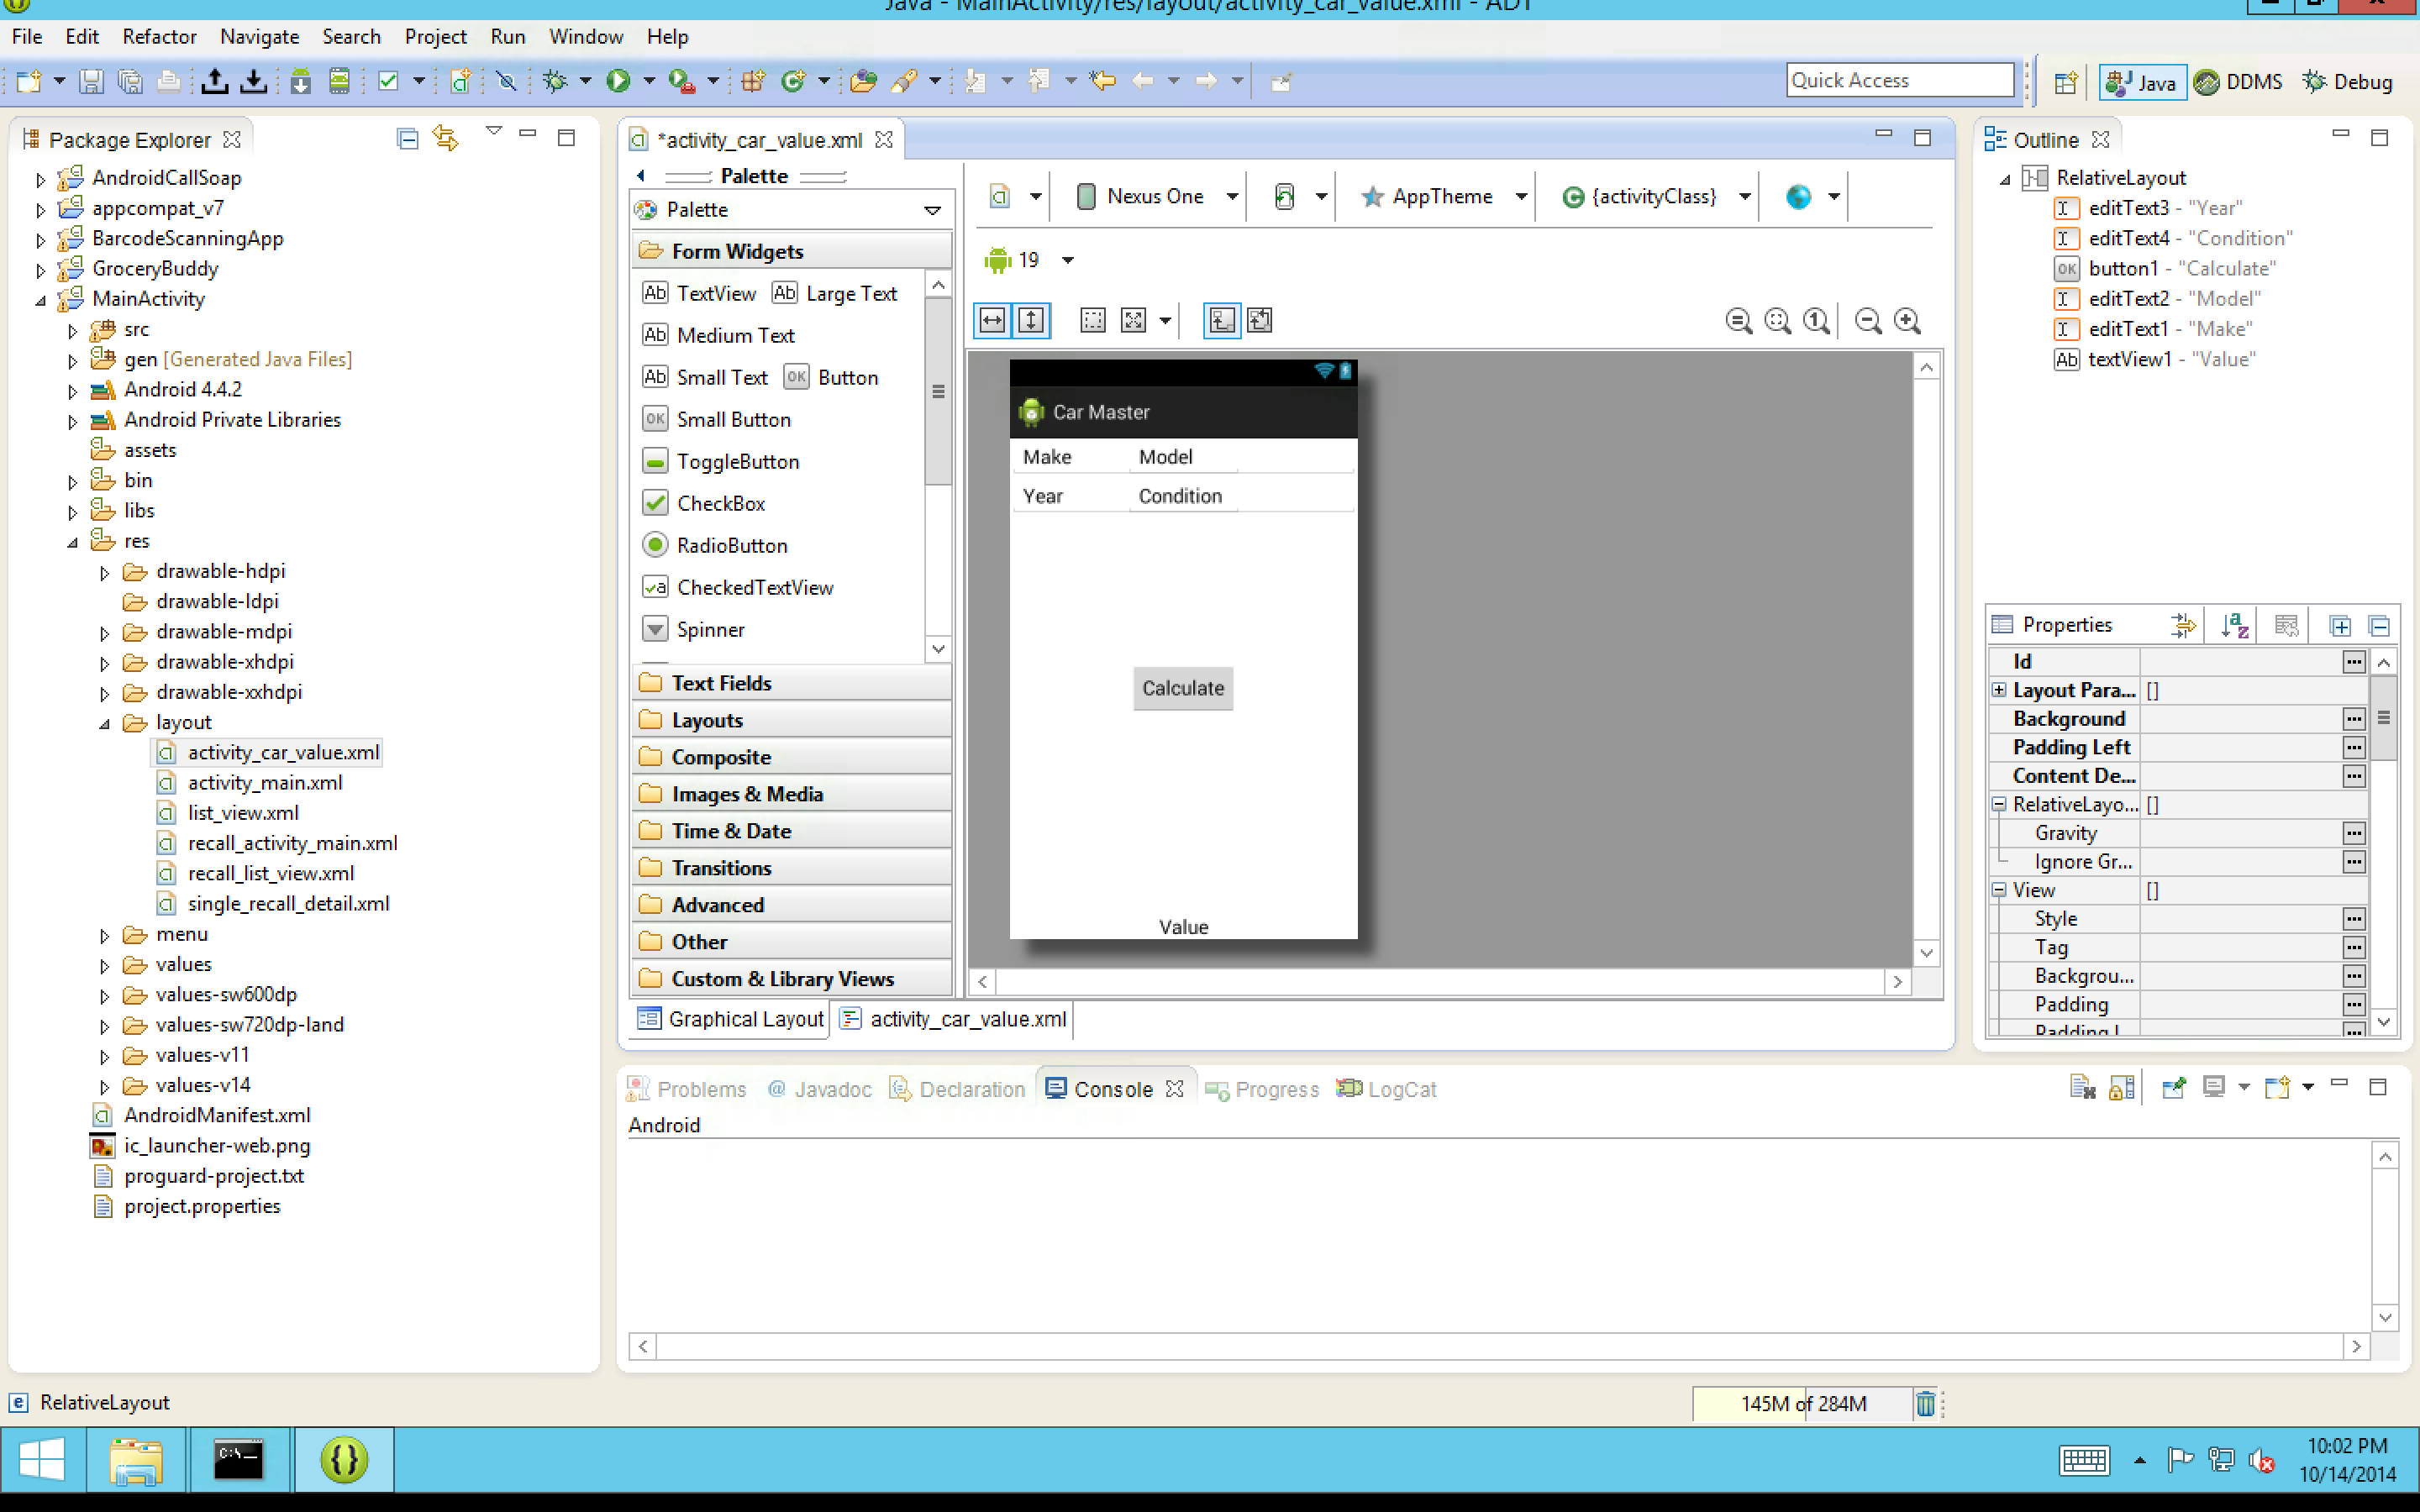 Java - MainActivity/res/layout/activity_car_value.xml - ADT
File Edit Refactor Navigate Search Project Run Window Help
Quick Access
Java
DDMS
Debug
Package Explorer
AndroidCallSoap
appcompat_v7
BarcodeScanningApp
GroceryBuddy
MainActivity
src
gen [Generated Java Files]
Android 4.4.2
Android Private Libraries
assets
bin
libs
res
drawable-hdpi
drawable-ldpi
drawable-mdpi
drawable-xhdpi
drawable-xxhdpi
layout
activity_car_value.xml
activity_main.xml
list_view.xml
recall_activity_main.xml
recall_list_view.xml
single_recall_detail.xml
menu
values
values-sw600dp
values-sw720dp-land
values-v11
values-v14
AndroidManifest.xml
ic_launcher-web.png
proguard-project.txt
project.properties
*activity_car_value.xml
Palette
Palette
Form Widgets
Ab TextView Ab Large Text
Ab Medium Text
Ab Small Text OK Button
OK Small Button
ToggleButton
CheckBox
RadioButton
CheckedTextView
Spinner
Text Fields
Layouts
Composite
Images & Media
Time & Date
Transitions
Advanced
Other
Custom & Library Views
Nexus One
AppTheme
{activityClass}
19
Car Master
Make Model
Year Condition
Calculate
Value
Graphical Layout
activity_car_value.xml
Outline
RelativeLayout
editText3 - "Year"
editText4 - "Condition"
OK button1 - "Calculate"
editText2 - "Model"
editText1 - "Make"
Ab textView1 - "Value"
Properties
Id
Layout Para... []
Background
Padding Left
Content De...
RelativeLayo... []
Gravity
Ignore Gr...
View []
Style
Tag
Backgrou...
Padding
Padding L
Problems @ Javadoc Declaration Console Progress LogCat
Android
RelativeLayout
145M of 284M
C:\
10:02 PM
10/14/2014